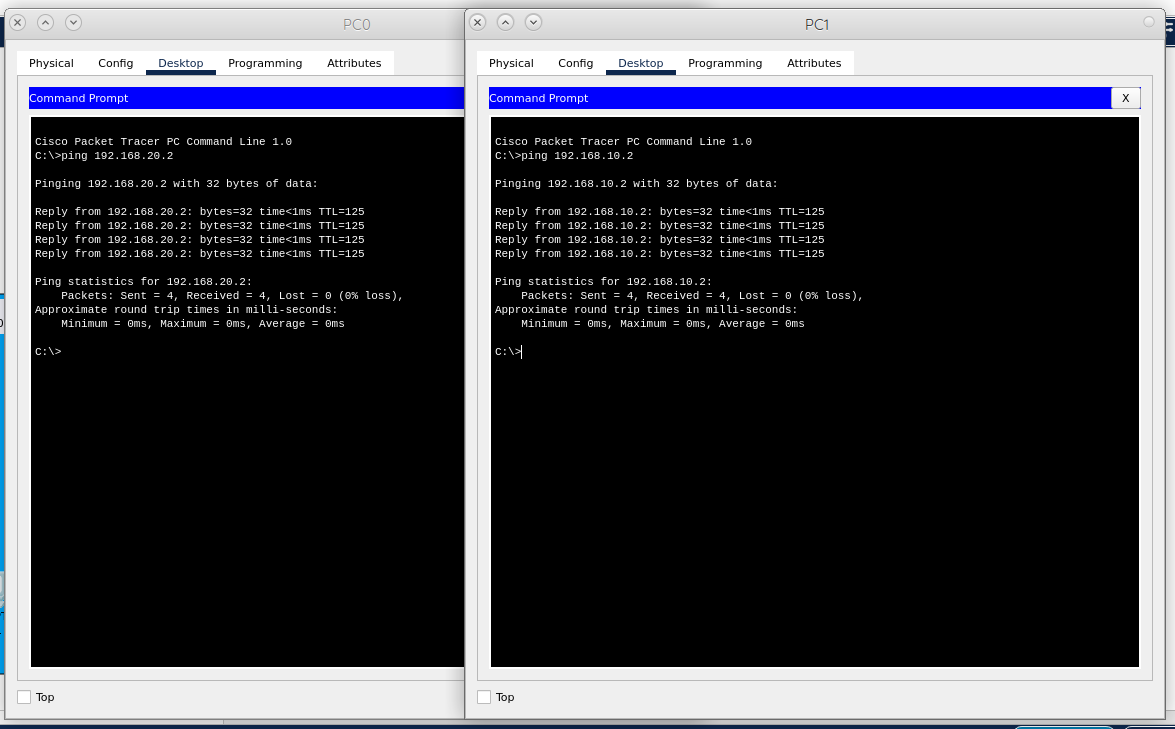 PC0
Physical Config Desktop Programming Attributes
Command Prompt
Cisco Packet Tracer PC Command Line 1.0
C:\>ping 192.168.20.2
Pinging 192.168.20.2 with 32 bytes of data:
Reply from 192.168.20.2: bytes=32 time<1ms TTL=125
Reply from 192.168.20.2: bytes=32 time<1ms TTL=125
Reply from 192.168.20.2: bytes=32 time<1ms TTL=125
Reply from 192.168.20.2: bytes=32 time<1ms TTL=125
Ping statistics for 192.168.20.2:
    Packets: Sent = 4, Received = 4, Lost = 0 (0% loss),
Approximate round trip times in milli-seconds:
    Minimum = 0ms, Maximum = 0ms, Average = 0ms
C:\>
Top
PC1
Physical Config Desktop Programming Attributes
Command Prompt X
Cisco Packet Tracer PC Command Line 1.0
C:\>ping 192.168.10.2
Pinging 192.168.10.2 with 32 bytes of data:
Reply from 192.168.10.2: bytes=32 time<1ms TTL=125
Reply from 192.168.10.2: bytes=32 time<1ms TTL=125
Reply from 192.168.10.2: bytes=32 time<1ms TTL=125
Reply from 192.168.10.2: bytes=32 time<1ms TTL=125
Ping statistics for 192.168.10.2:
    Packets: Sent = 4, Received = 4, Lost = 0 (0% loss),
Approximate round trip times in milli-seconds:
    Minimum = 0ms, Maximum = 0ms, Average = 0ms
C:\>
Top